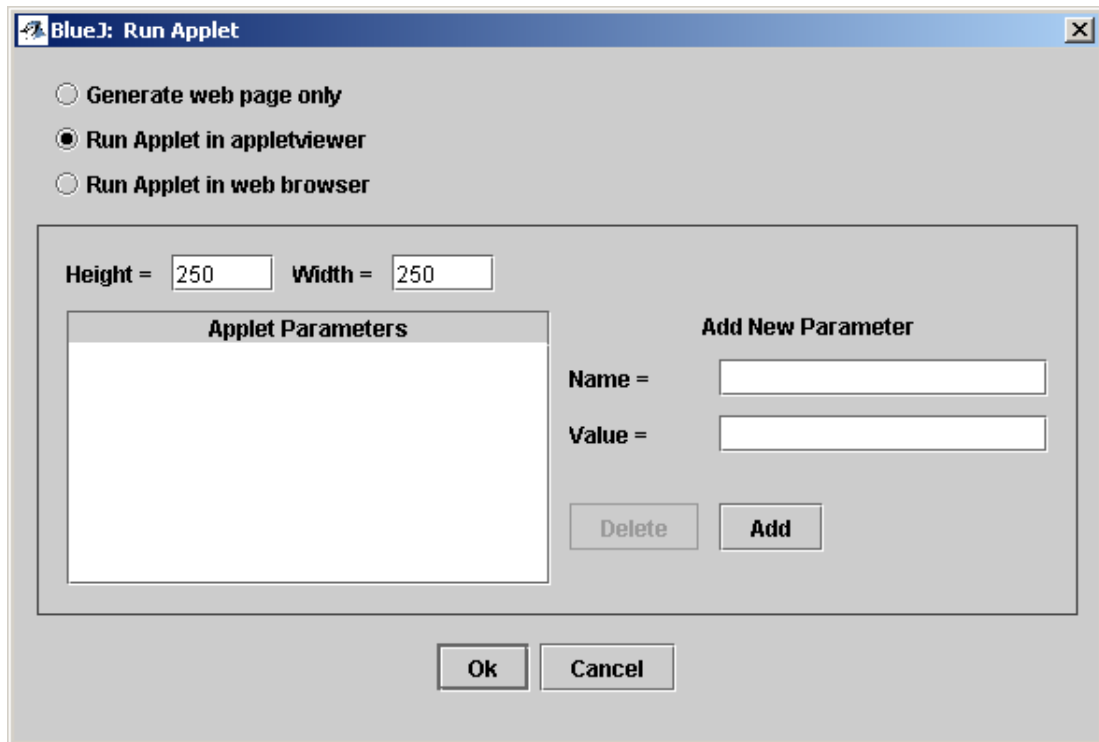 BlueJ: Run Applet
Generate web page only
Run Applet in appletviewer
Run Applet in web browser
Height = 250 Width = 250
Applet Parameters
Add New Parameter
Name =
Value =
Delete Add
Ok Cancel